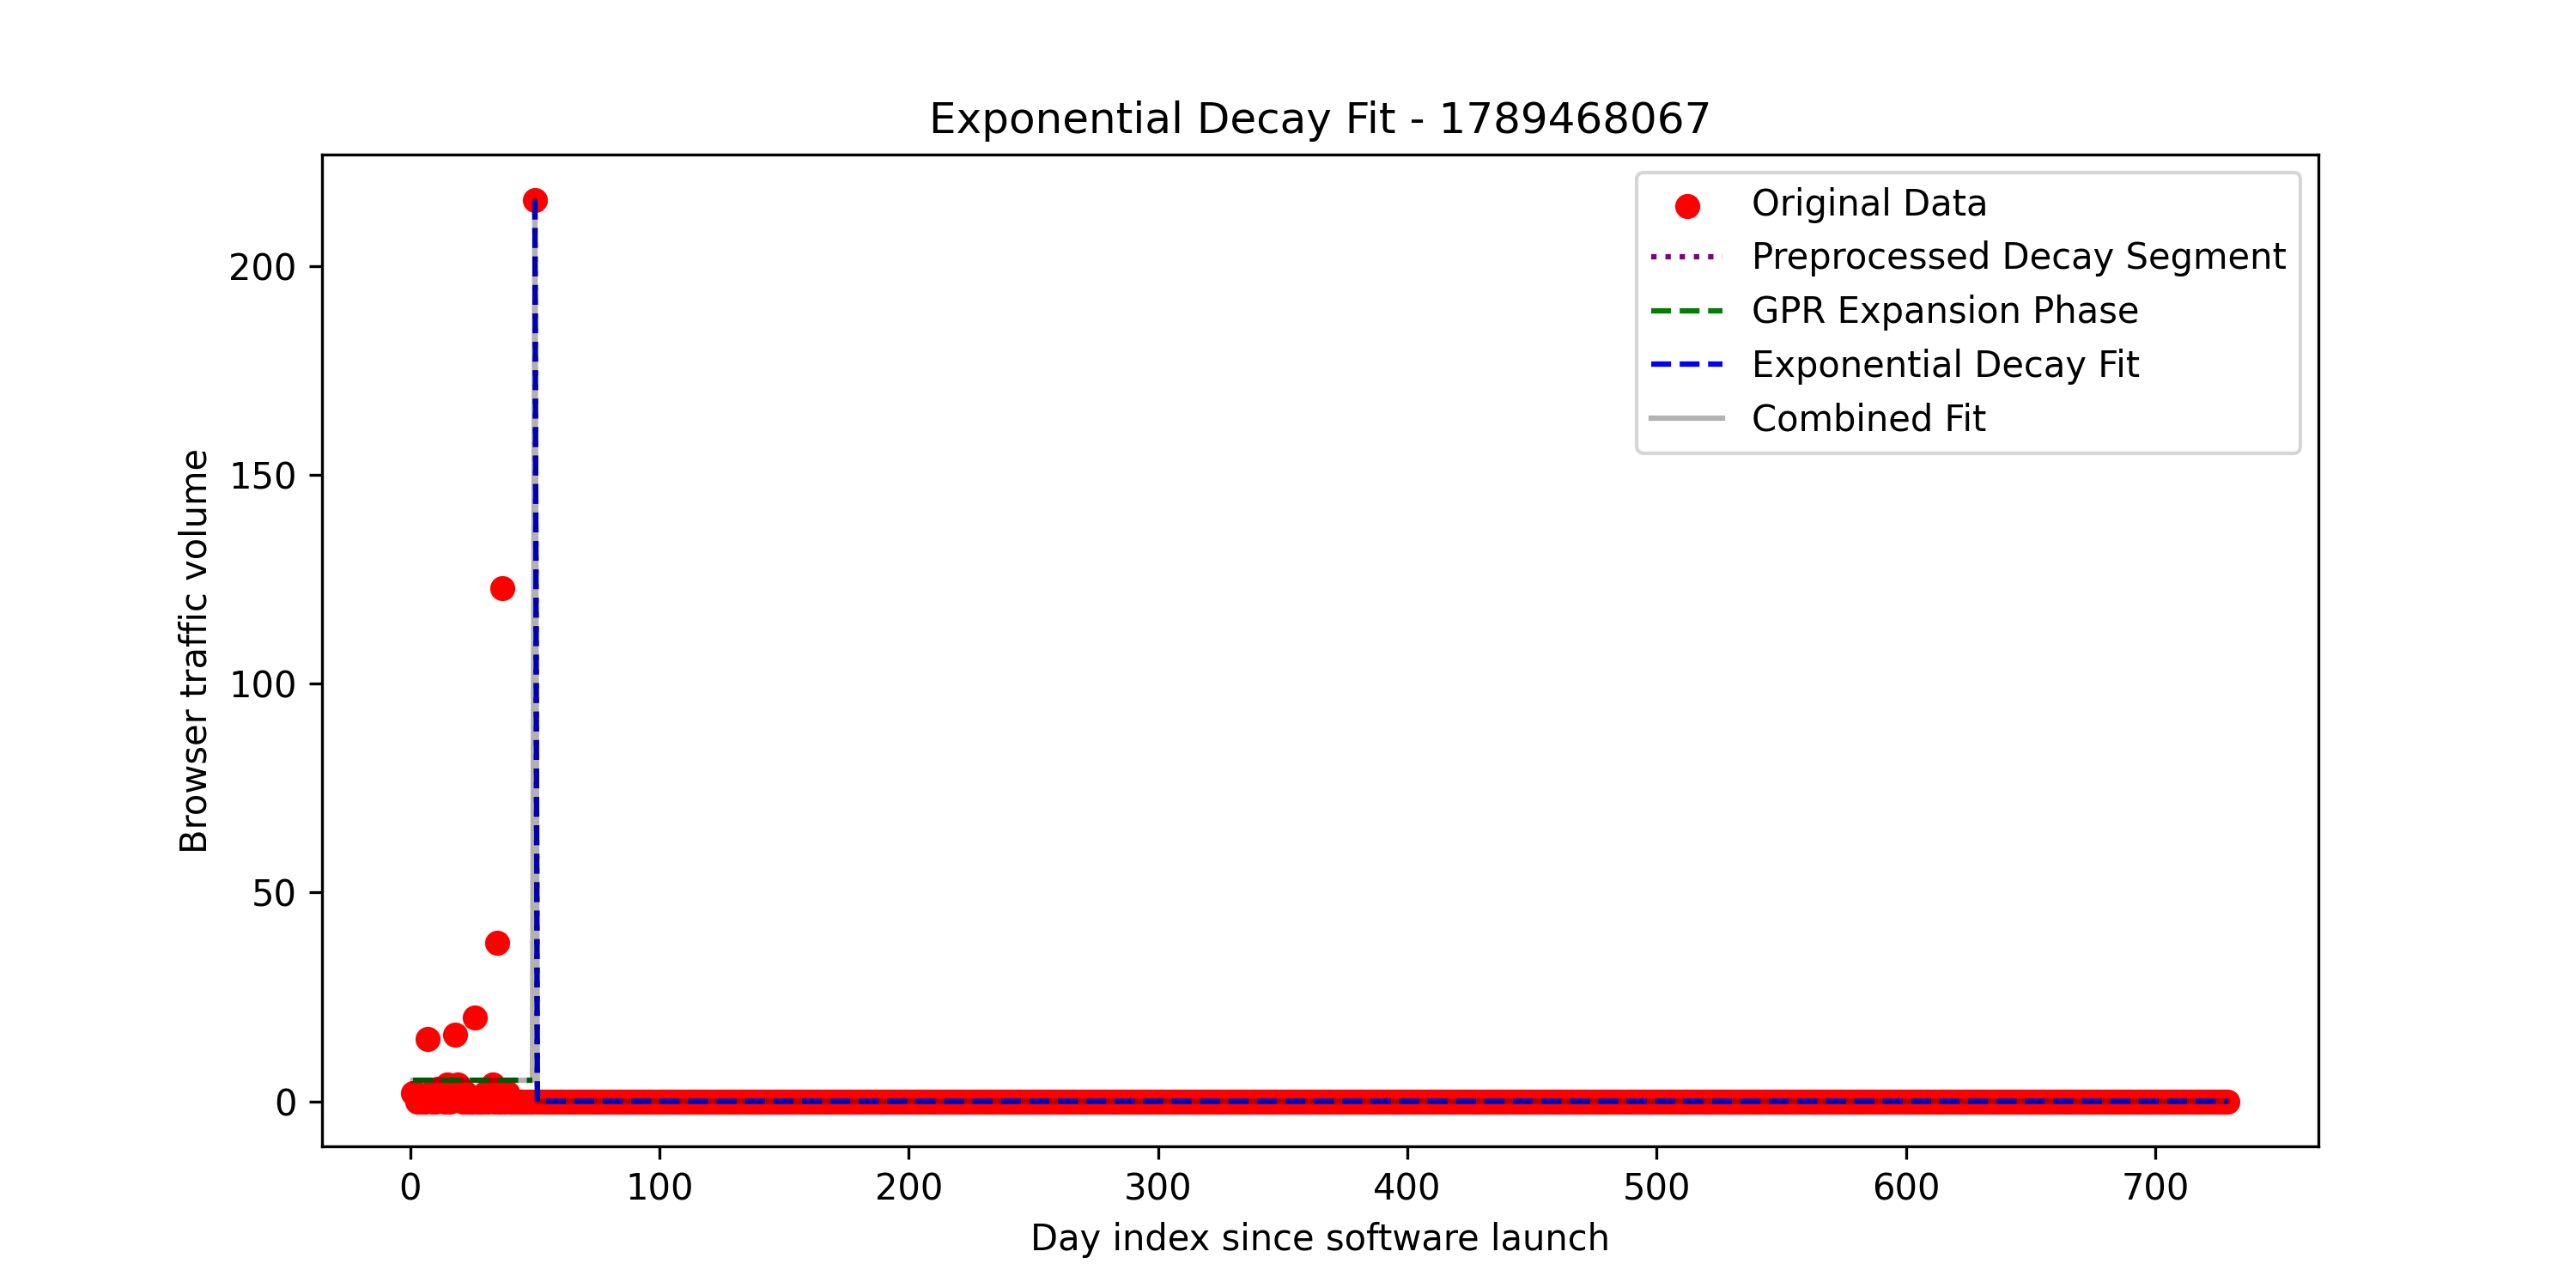 Exponential Decay Fit - 1789468067
Original Data
Preprocessed Decay Segment
GPR Expansion Phase
Exponential Decay Fit
Combined Fit
Browser traffic volume
200
150
100
50
0
0 100 200 300 400 500 600 700
Day index since software launch